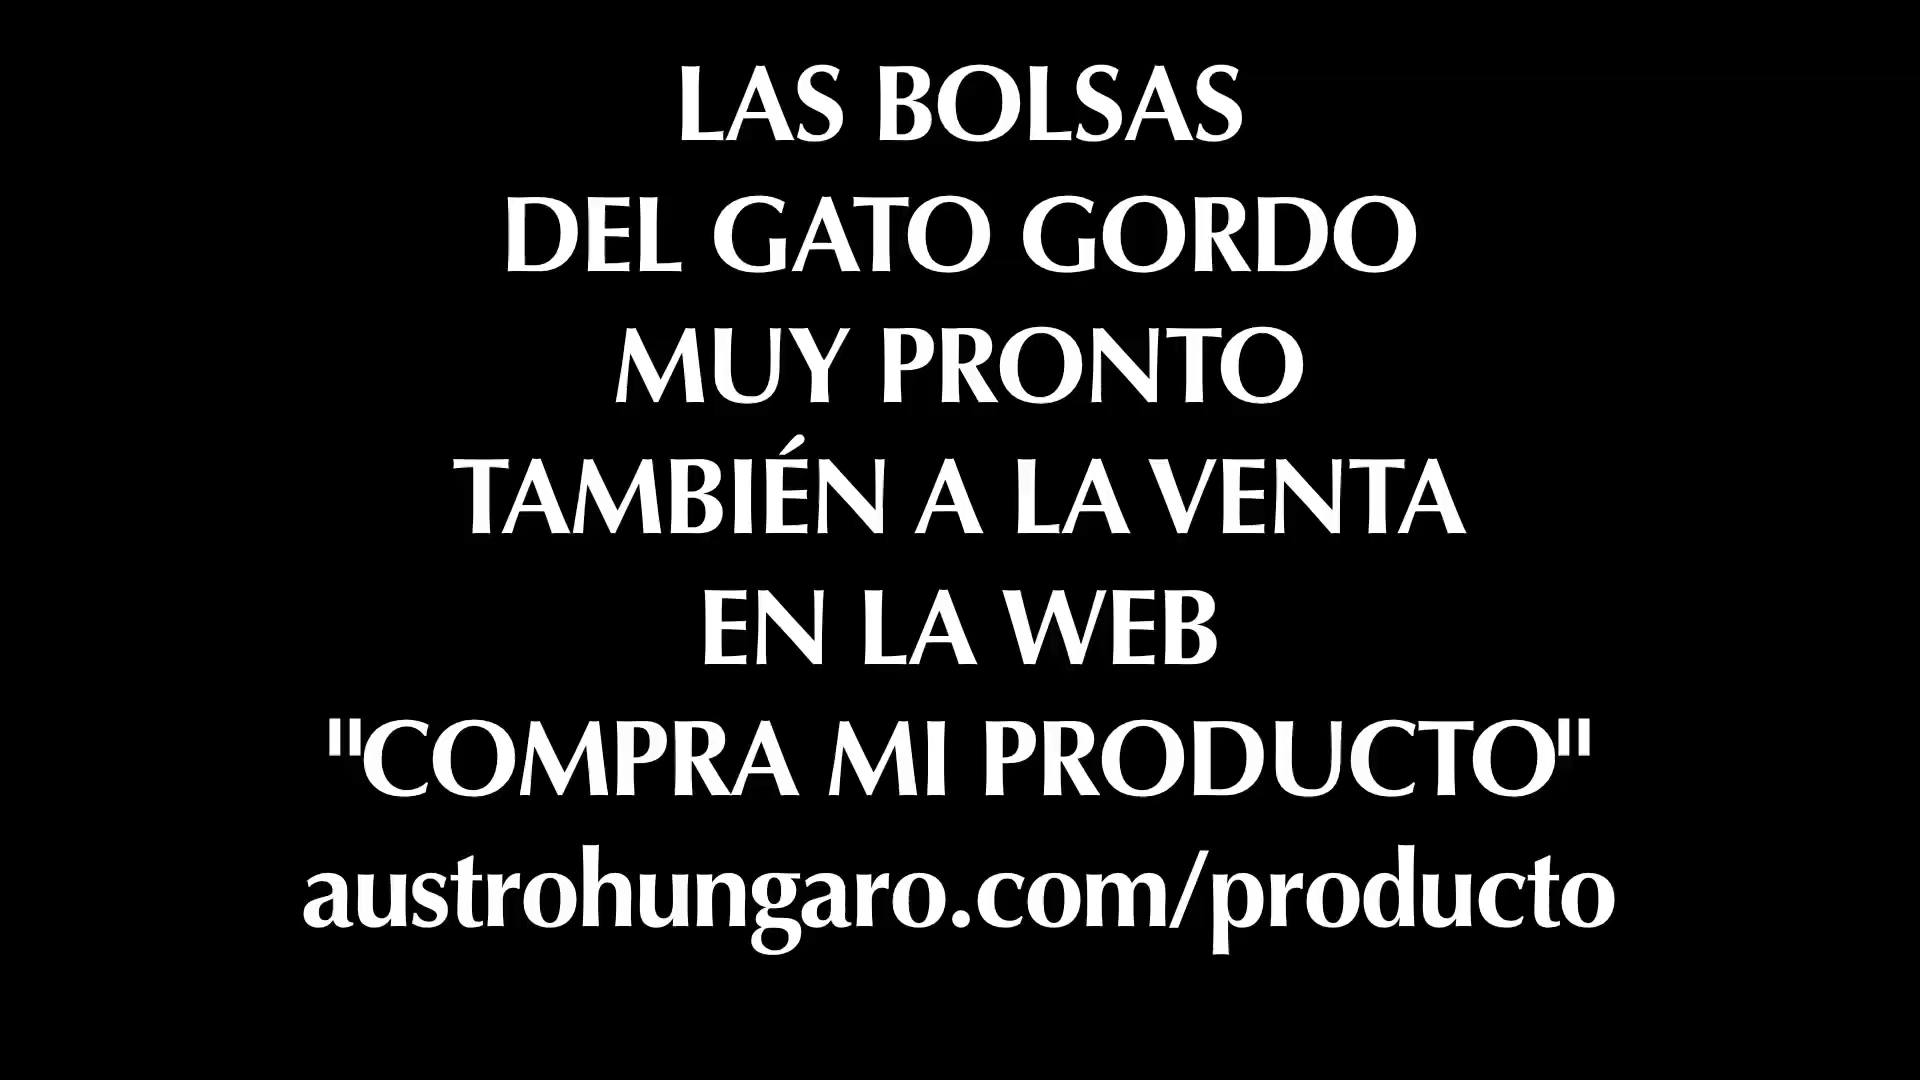 LAS BOLSAS
DEL GATO GORDO
MUY PRONTO
TAMBIÉN A LA VENTA
EN LA WEB
"COMPRA MI PRODUCTO"
austrohungaro.com/producto